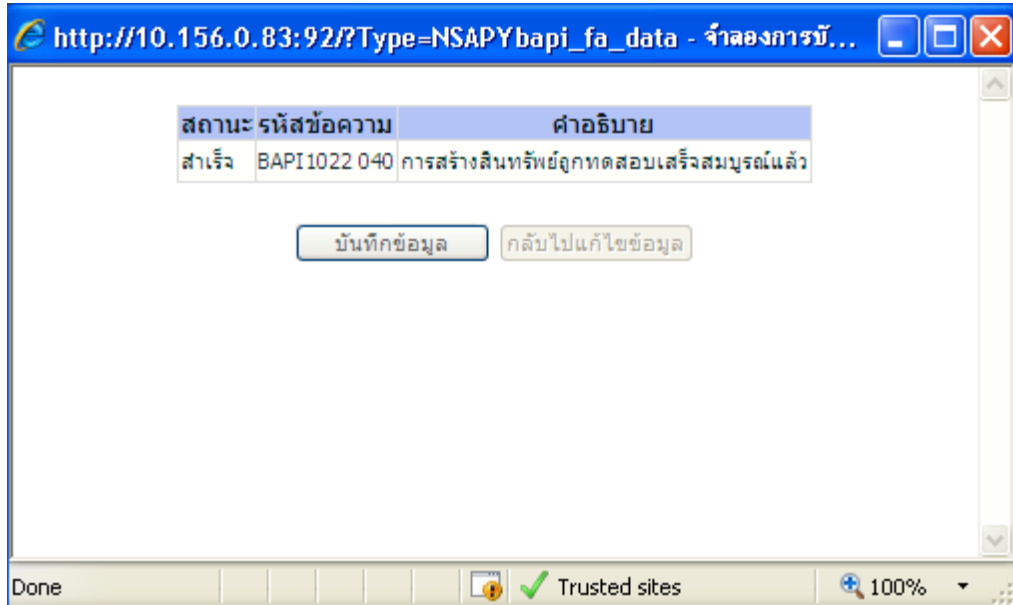 http://10.156.0.83:92/?Type=NSAPYbapi_fa_data - จำลองการบั...
สถานะ รหัสข้อความ คำอธิบาย
สำเร็จ BAPI1022 040 การสร้างสินทรัพย์ถูกทดสอบเสร็จสมบูรณ์แล้ว
บันทึกข้อมูล กลับไปแก้ไขข้อมูล
Done Trusted sites 100%